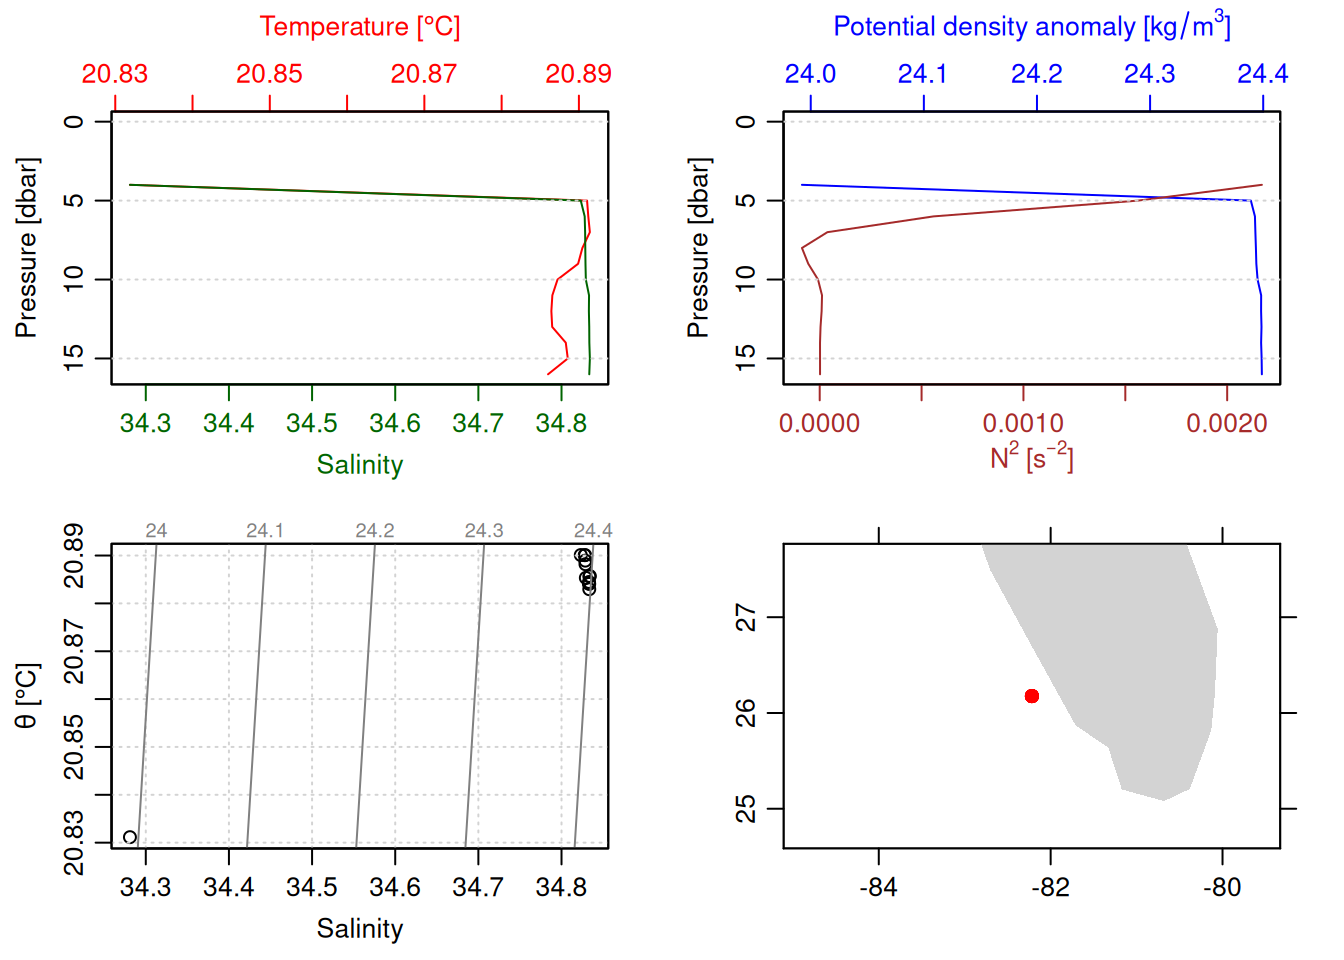 Temperature [°C]
20.83 20.85 20.87 20.89
0
5
10
15
Pressure [dbar]
34.3 34.4 34.5 34.6 34.7 34.8
Salinity
Potential density anomaly [kg/m³]
24.0 24.1 24.2 24.3 24.4
0
5
10
15
Pressure [dbar]
0.0000 0.0010 0.0020
N² [s⁻²]
24 24.1 24.2 24.3 24.4
20.89
20.87
20.85
20.83
θ [°C]
34.3 34.4 34.5 34.6 34.7 34.8
Salinity
27
26
25
-84 -82 -80